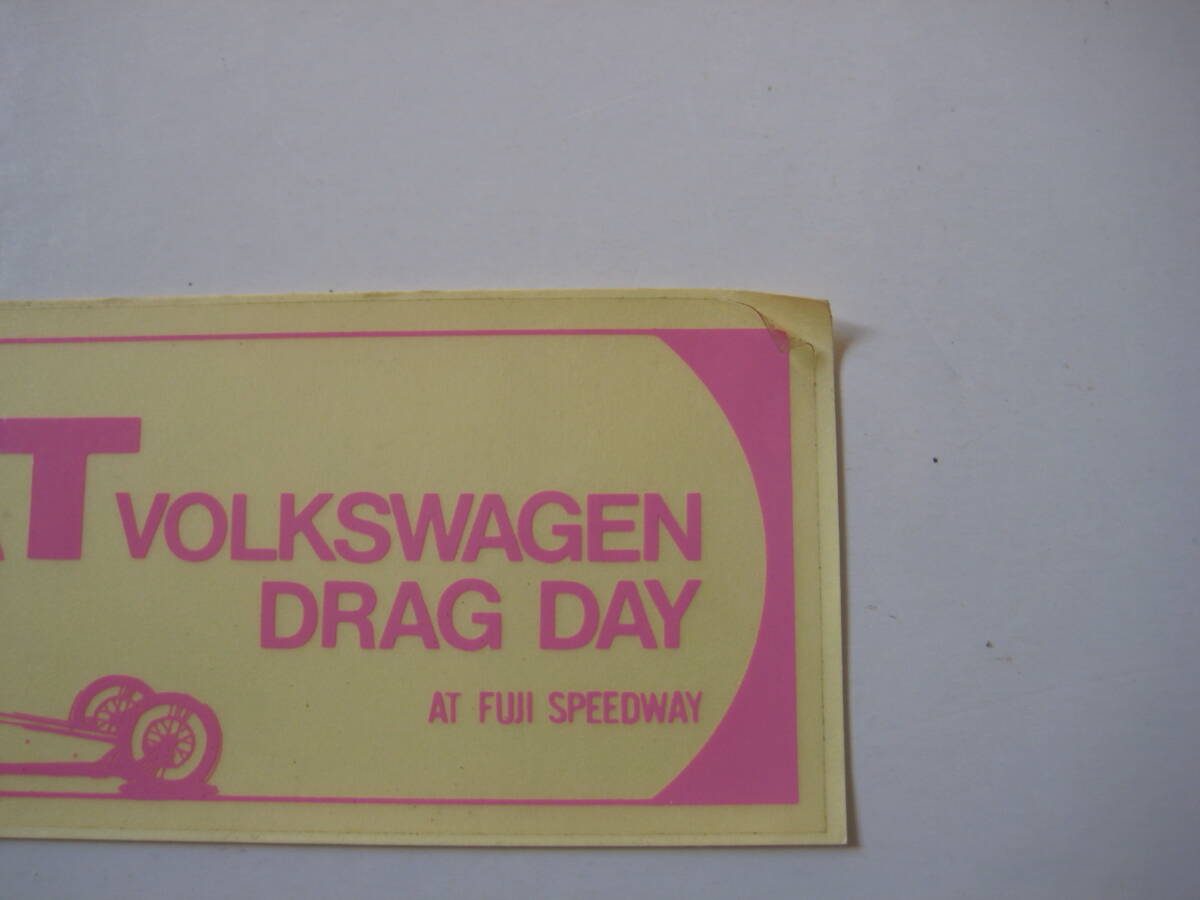 VOLKSWAGEN
DRAG DAY
AT FUJI SPEEDWAY